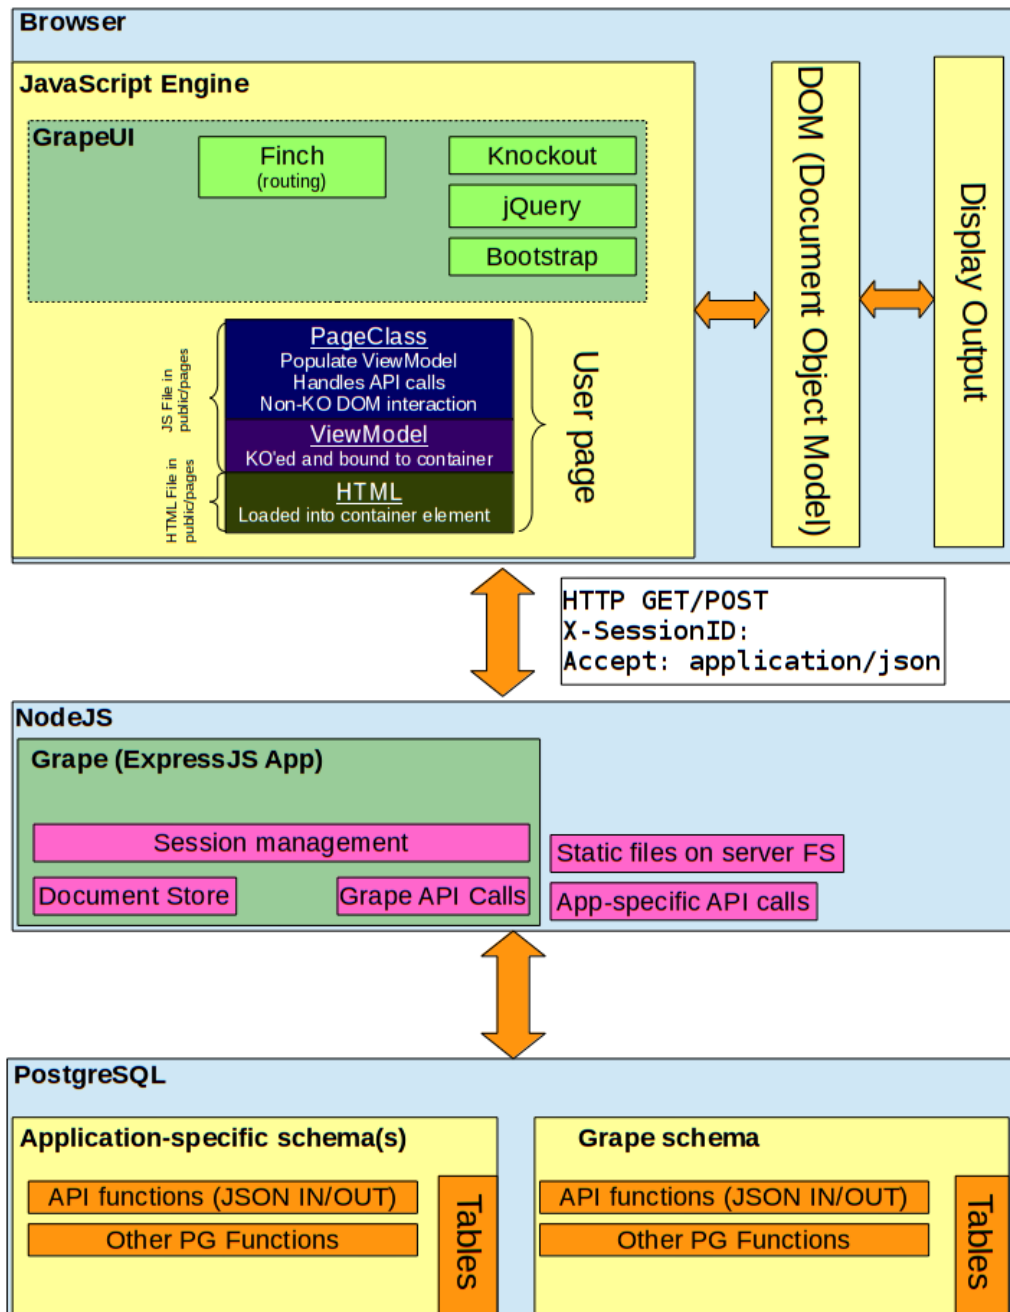 Browser
JavaScript Engine
GrapeUI
Finch
(routing)
Knockout
jQuery
Bootstrap
PageClass
Populate ViewModel
Handles API calls
Non-KO DOM interaction
ViewModel
KO'ed and bound to container
HTML
Loaded into container element
JS File in
public/pages
HTML File in
public/pages
User page
DOM (Document Object Model)
Display Output
HTTP GET/POST
X-SessionID:
Accept: application/json
NodeJS
Grape (ExpressJS App)
Session management
Document Store
Grape API Calls
Static files on server FS
App-specific API calls
PostgreSQL
Application-specific schema(s)
API functions (JSON IN/OUT)
Other PG Functions
Tables
Grape schema
API functions (JSON IN/OUT)
Other PG Functions
Tables